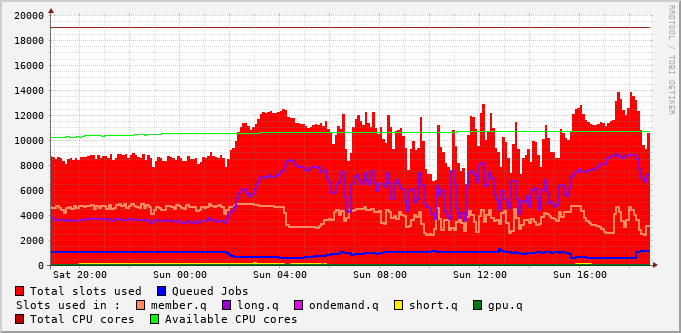 20000
18000
16000
14000
12000
10000
8000
6000
4000
2000
0
Sat 20:00 Sun 00:00 Sun 04:00 Sun 08:00 Sun 12:00 Sun 16:00
RRDTOOL / TOBI OETIKER
Total slots used Queued Jobs
Slots used in : member.q long.q ondemand.q short.q gpu.q
Total CPU cores Available CPU cores